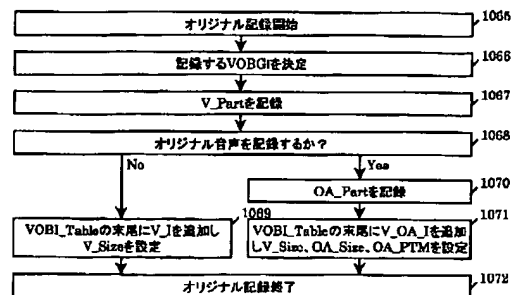 オリジナル記録開始
1065
記録するVOBGIを決定
1066
V_Partを記録
1067
オリジナル音声を記録するか?
1068
No
Yes
OA_Partを記録
1070
1069
1071
VOBI_Tableの末尾にV_Iを追加し
V_Sizeを設定
VOBI_Tableの末尾にV_OA_Iを追加
しV_Size、OA_Size、OA_PTMを設定
オリジナル記録終了
1072